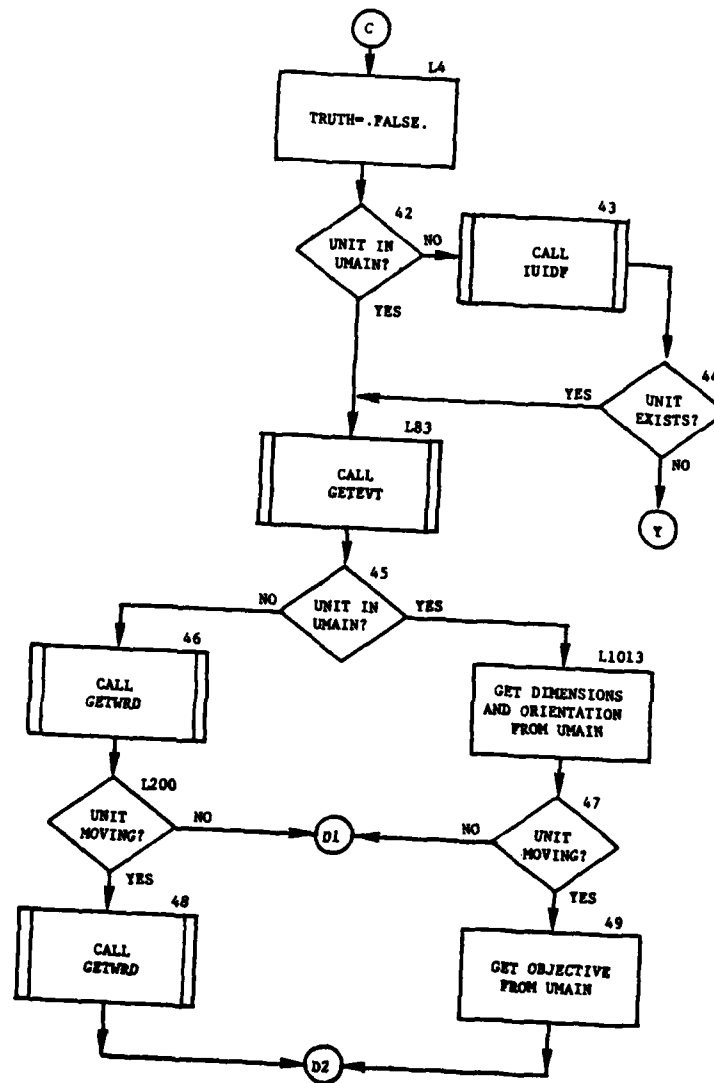 C
L4
TRUTH=.FALSE.
42
UNIT IN
UMAIN?
NO
43
CALL
IUIDF
YES
44
UNIT
EXISTS?
YES
NO
Y
L83
CALL
GETEVT
45
UNIT IN
UMAIN?
NO
YES
46
CALL
GETWRD
L1013
GET DIMENSIONS
AND ORIENTATION
FROM UMAIN
L200
UNIT
MOVING?
NO
D1
NO
47
UNIT
MOVING?
YES
YES
48
CALL
GETWRD
49
GET OBJECTIVE
FROM UMAIN
D2